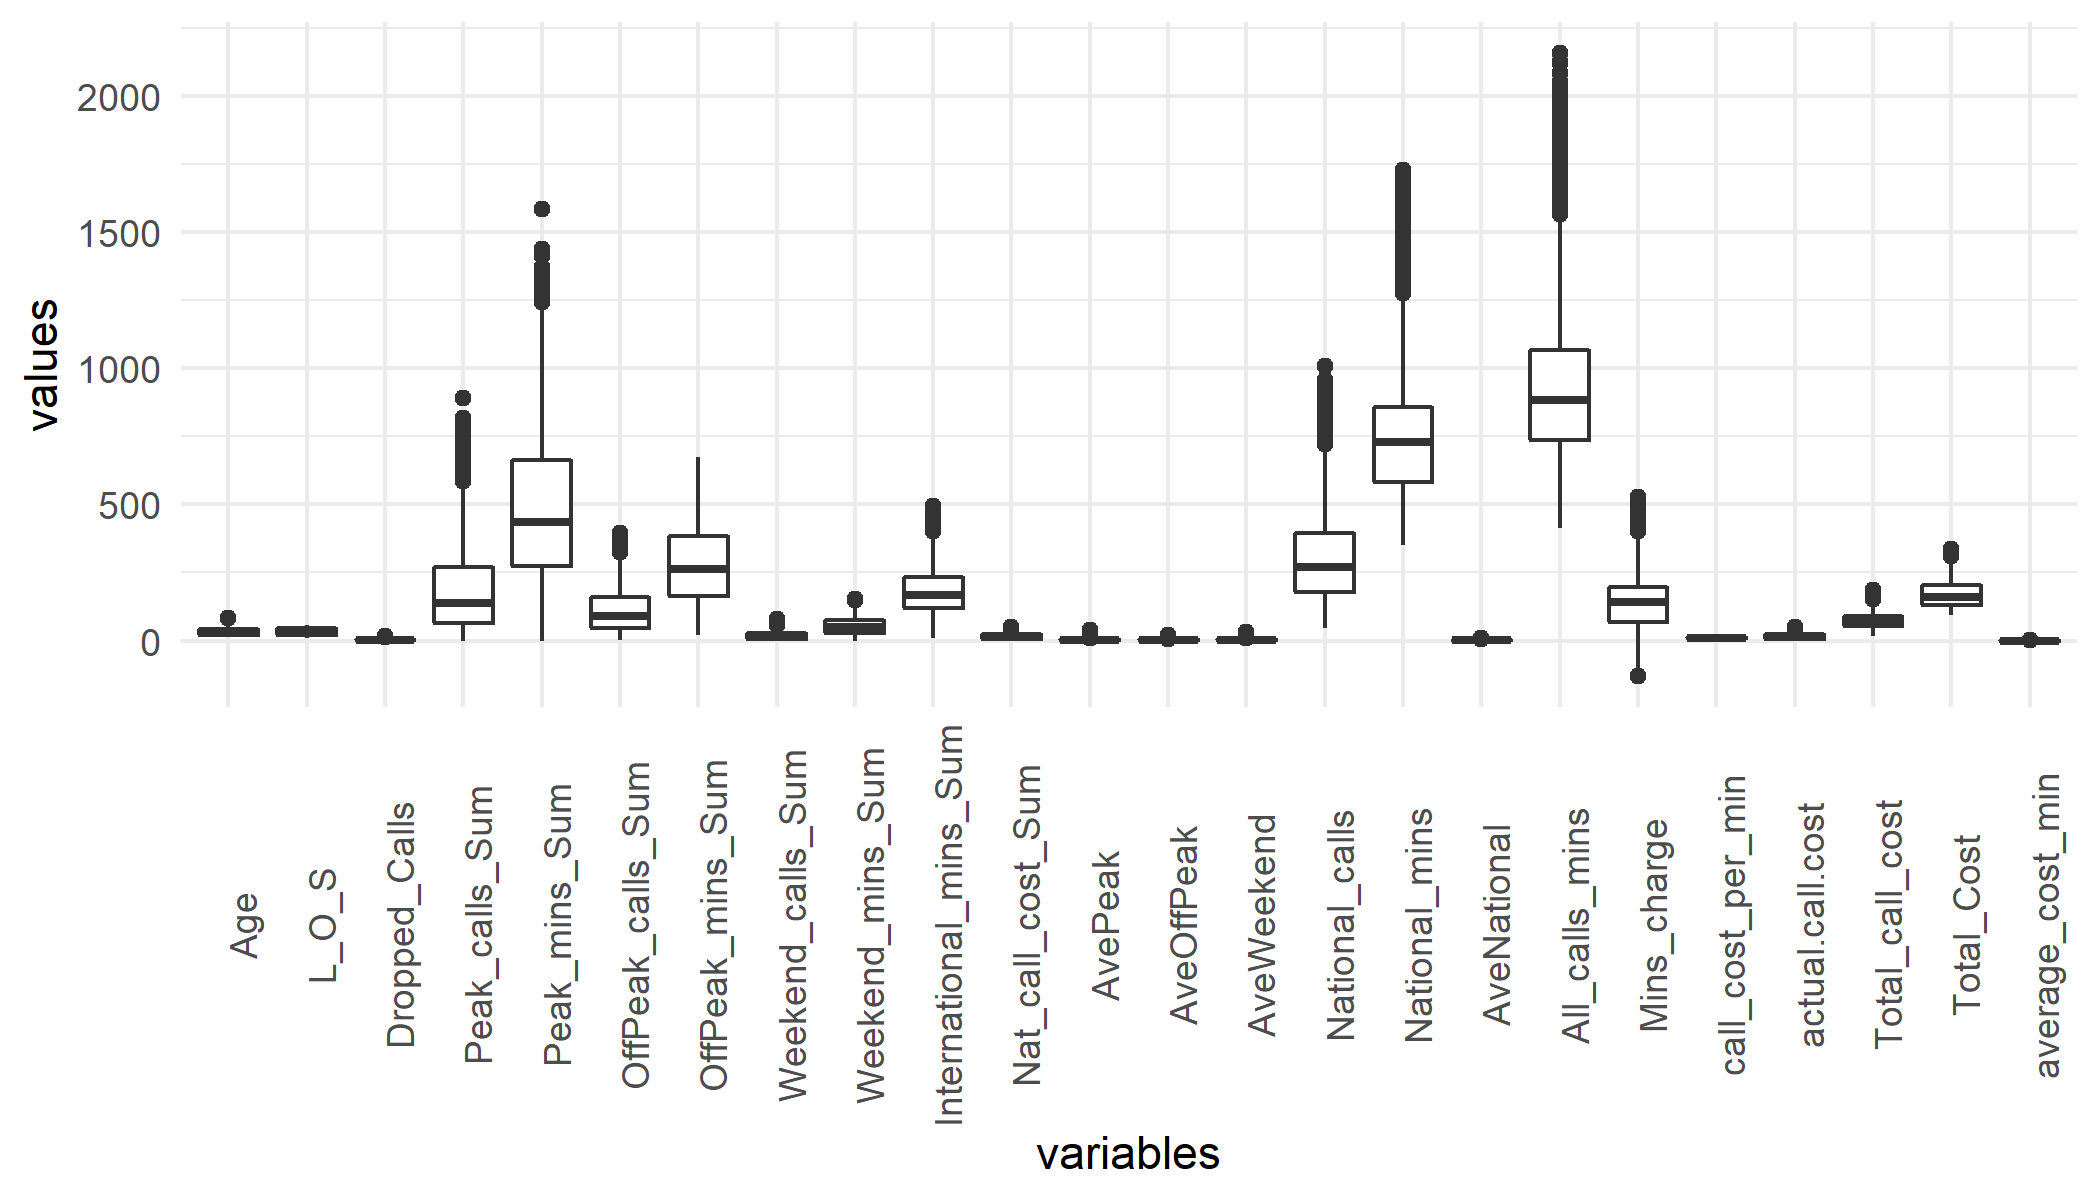 values
2000
1500
1000
500
0
Age
L_O_S
Dropped_Calls
Peak_calls_Sum
Peak_mins_Sum
OffPeak_calls_Sum
OffPeak_mins_Sum
Weekend_calls_Sum
Weekend_mins_Sum
International_mins_Sum
Nat_call_cost_Sum
AvePeak
AveOffPeak
AveWeekend
National_calls
National_mins
AveNational
All_calls_mins
Mins_charge
call_cost_per_min
actual.call.cost
Total_call_cost
Total_Cost
average_cost_min
variables